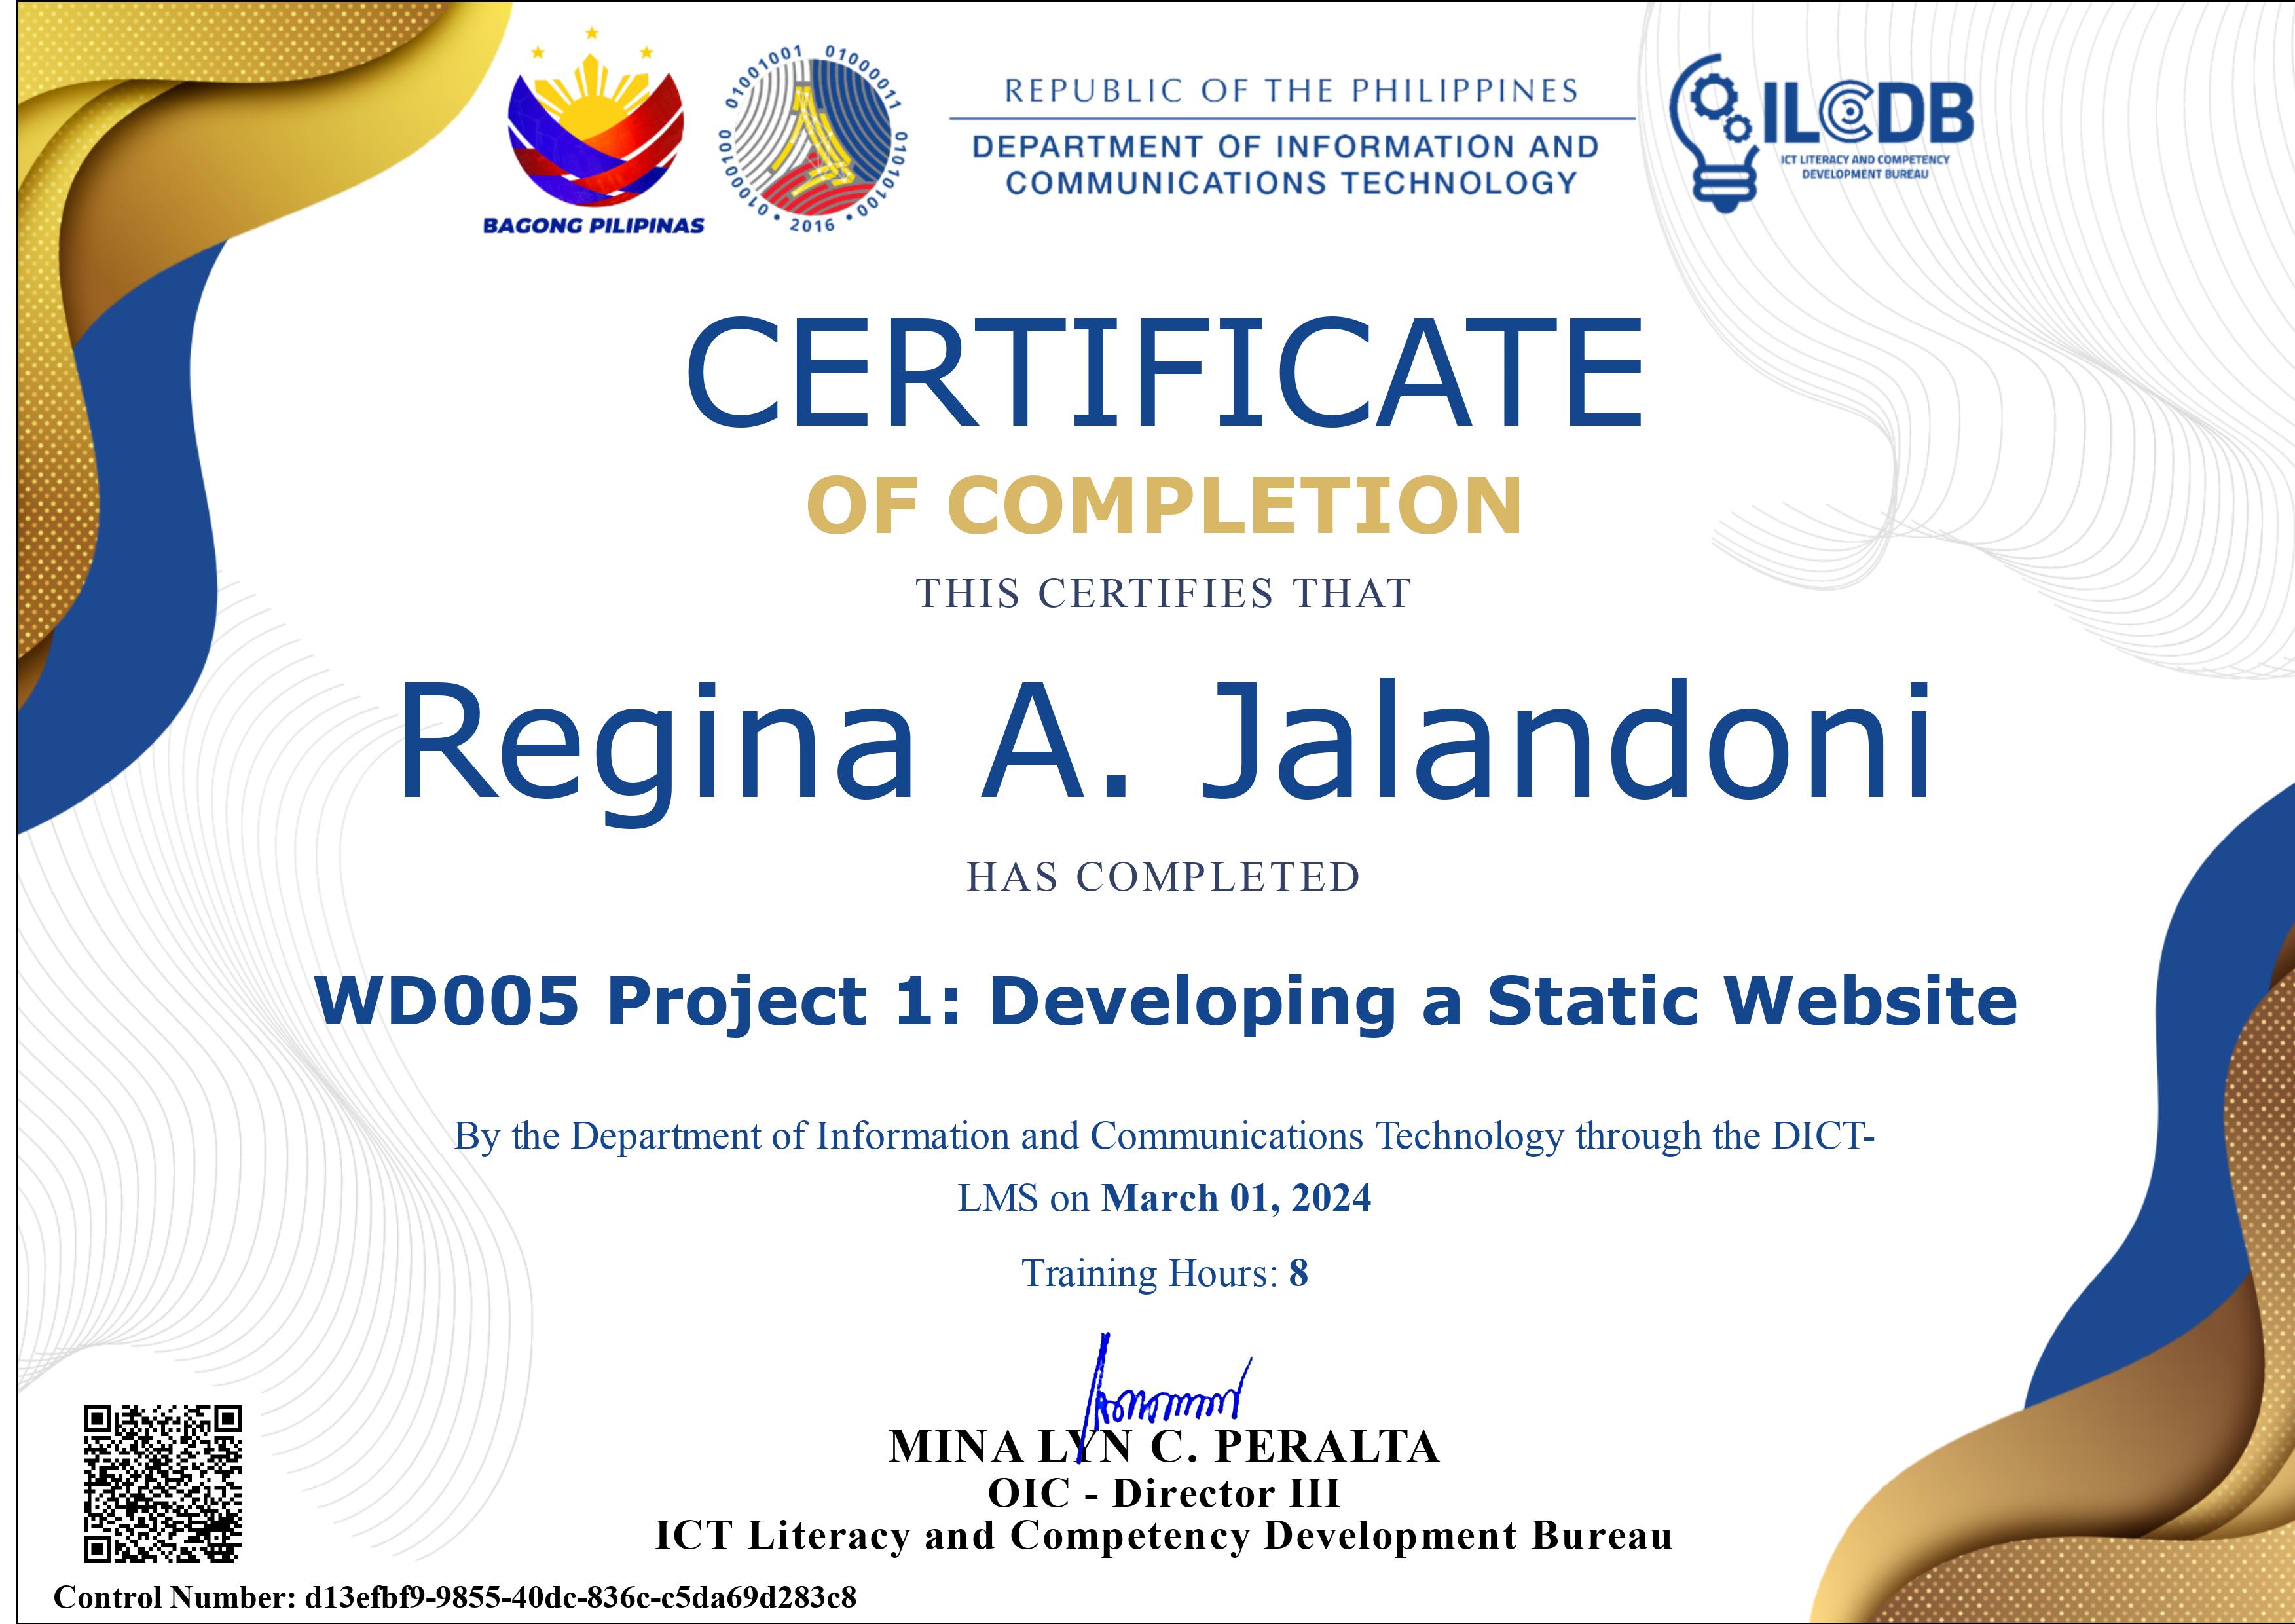 BAGONG PILIPINAS
01001001 01000011 01010100 • 2016 • 01000100
REPUBLIC OF THE PHILIPPINES
DEPARTMENT OF INFORMATION AND
COMMUNICATIONS TECHNOLOGY
ILCDB
ICT LITERACY AND COMPETENCY
DEVELOPMENT BUREAU
CERTIFICATE
OF COMPLETION
THIS CERTIFIES THAT
Regina A. Jalandoni
HAS COMPLETED
WD005 Project 1: Developing a Static Website
By the Department of Information and Communications Technology through the DICT-
LMS on March 01, 2024
Training Hours: 8
MINA LYN C. PERALTA
OIC - Director III
ICT Literacy and Competency Development Bureau
Control Number: d13efbf9-9855-40dc-836c-c5da69d283c8